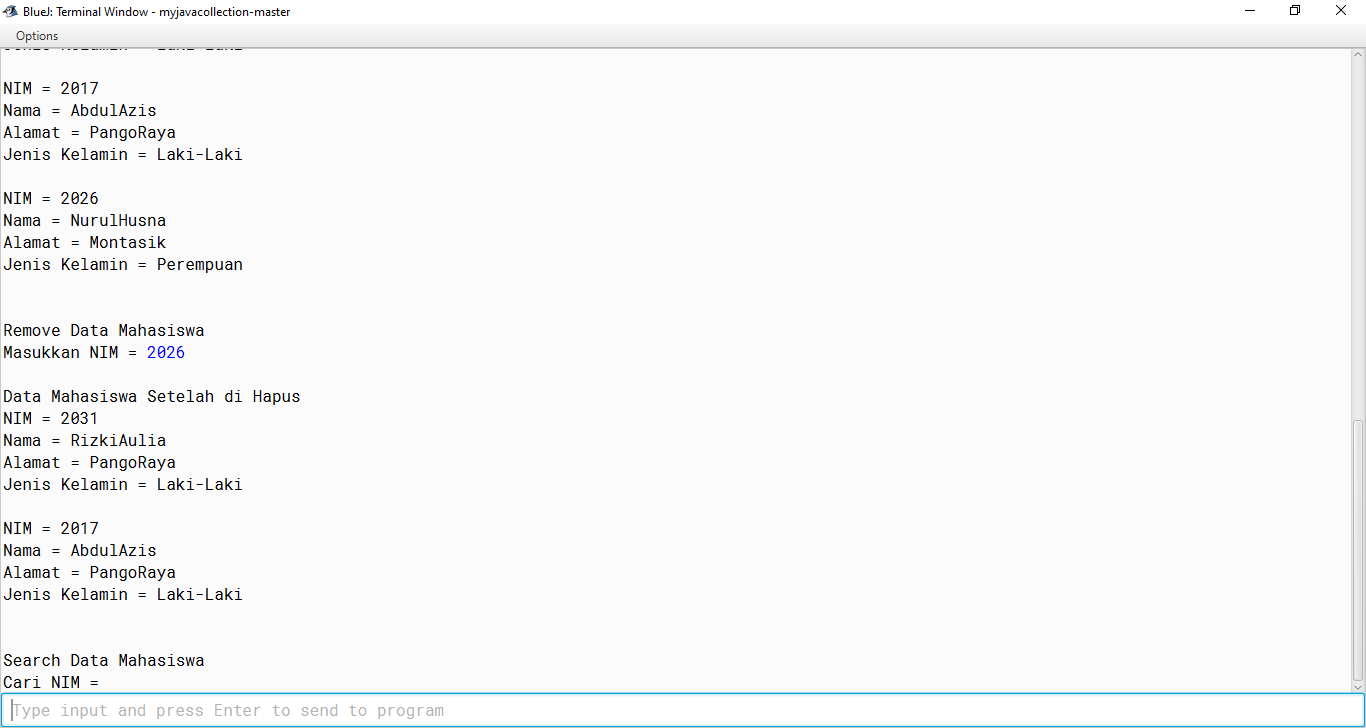 BlueJ: Terminal Window - myjavacollection-master
Options
NIM = 2017
Nama = AbdulAzis
Alamat = PangoRaya
Jenis Kelamin = Laki-Laki
NIM = 2026
Nama = NurulHusna
Alamat = Montasik
Jenis Kelamin = Perempuan
Remove Data Mahasiswa
Masukkan NIM = 2026
Data Mahasiswa Setelah di Hapus
NIM = 2031
Nama = RizkiAulia
Alamat = PangoRaya
Jenis Kelamin = Laki-Laki
NIM = 2017
Nama = AbdulAzis
Alamat = PangoRaya
Jenis Kelamin = Laki-Laki
Search Data Mahasiswa
Cari NIM =
Type input and press Enter to send to program